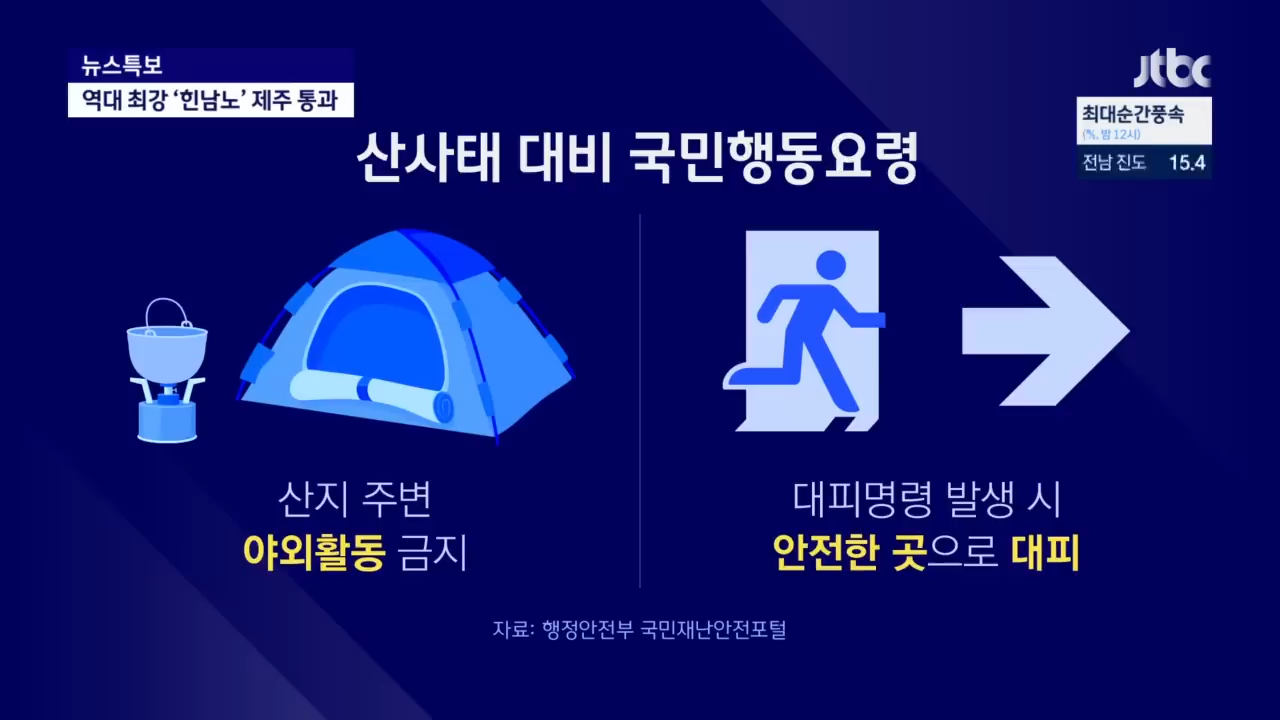 뉴스특보
역대 최강 ‘힌남노’ 제주 통과
jtbc
최대순간풍속
(%, 밤 12시)
전남 진도 15.4
산사태 대비 국민행동요령
산지 주변
야외활동 금지
대피명령 발생 시
안전한 곳으로 대피
자료: 행정안전부 국민재난안전포털